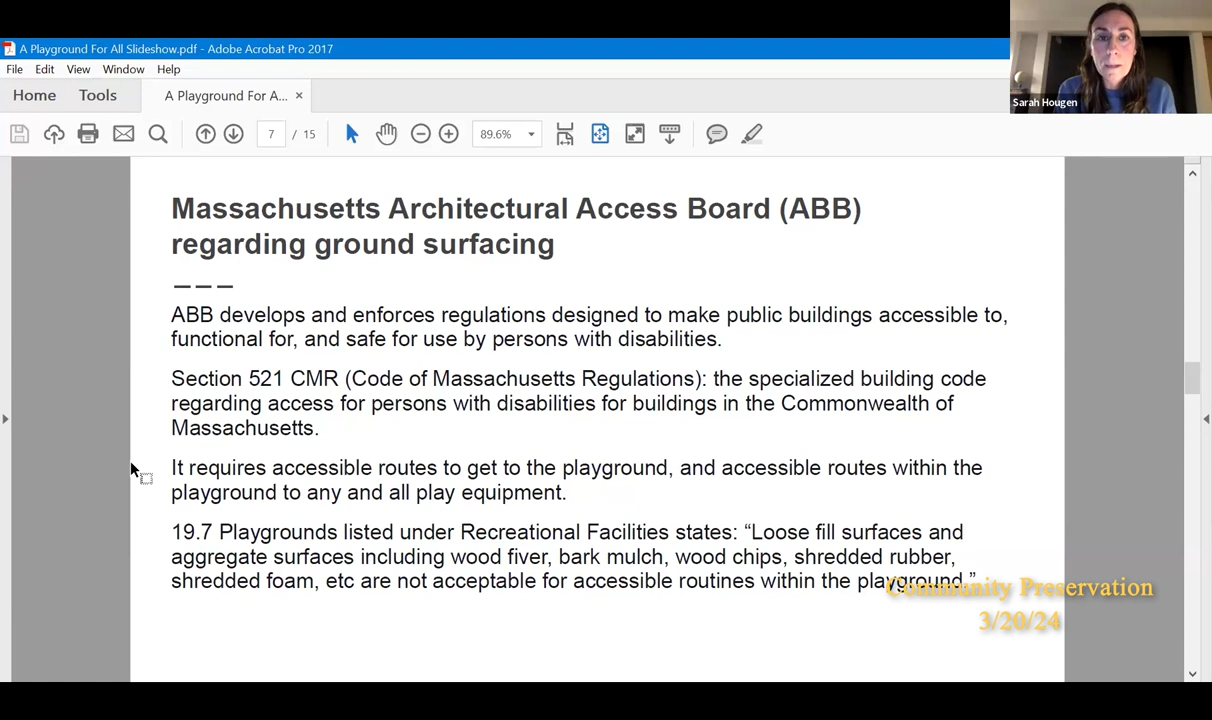 A Playground For All Slideshow.pdf - Adobe Acrobat Pro 2017
File Edit View Window Help
Home Tools A Playground For A... ×
7 / 15 89.6%
Sarah Hougen
Massachusetts Architectural Access Board (ABB)
regarding ground surfacing
ABB develops and enforces regulations designed to make public buildings accessible to,
functional for, and safe for use by persons with disabilities.
Section 521 CMR (Code of Massachusetts Regulations): the specialized building code
regarding access for persons with disabilities for buildings in the Commonwealth of
Massachusetts.
It requires accessible routes to get to the playground, and accessible routes within the
playground to any and all play equipment.
19.7 Playgrounds listed under Recreational Facilities states: “Loose fill surfaces and
aggregate surfaces including wood fiver, bark mulch, wood chips, shredded rubber,
shredded foam, etc are not acceptable for accessible routines within the playground.”
Community Preservation
3/20/24